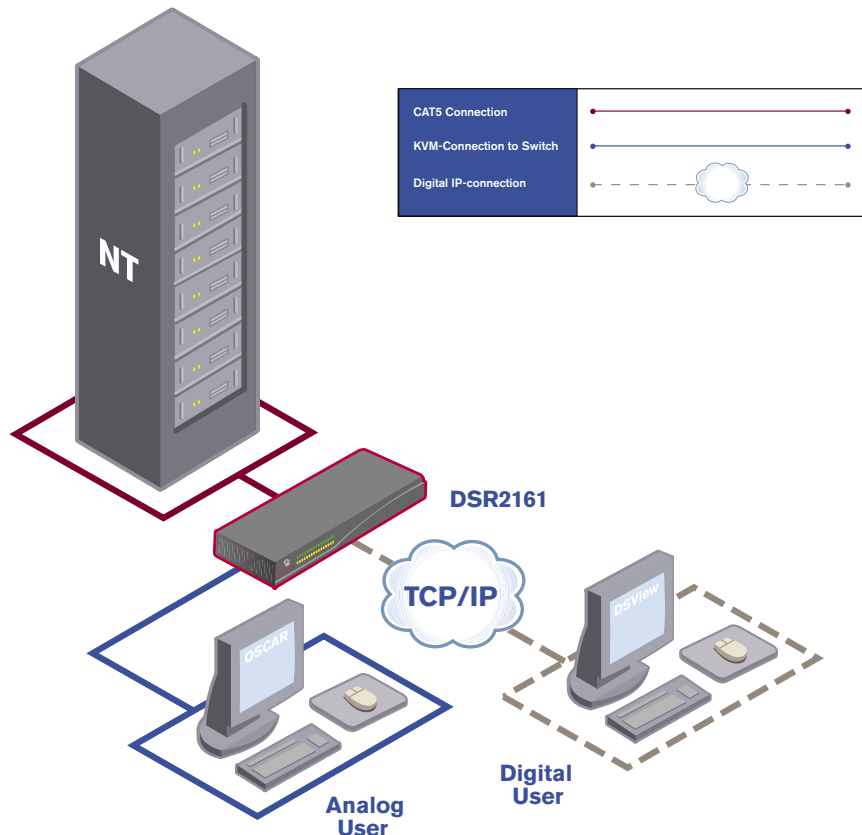 CAT5 Connection
KVM-Connection to Switch
Digital IP-connection
NT
DSR2161
TCP/IP
OSCAR
DSView
Analog
User
Digital
User